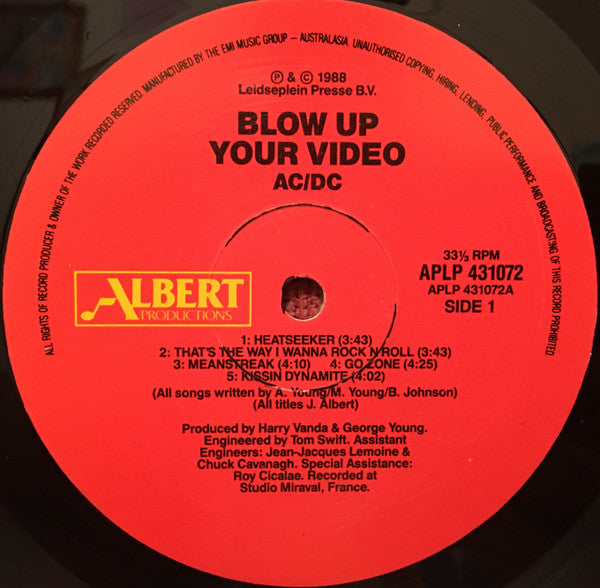 ALL RIGHTS OF RECORD PRODUCER & OWNER OF THE WORK RECORDED RESERVED. MANUFACTURED BY THE EMI MUSIC GROUP – AUSTRALASIA UNAUTHORISED COPYING, HIRING, LENDING, PUBLIC PERFORMANCE AND BROADCASTING OF THIS RECORD PROHIBITED
Ⓟ & © 1988
Leidseplein Presse B.V.
BLOW UP
YOUR VIDEO
AC/DC
ALBERT
PRODUCTIONS
33⅓ RPM
APLP 431072
APLP 431072A
SIDE 1
1: HEATSEEKER (3:43)
2: THAT'S THE WAY I WANNA ROCK N ROLL (3:43)
3: MEANSTREAK (4:10) 4: GO ZONE (4:25)
5: KISSIN DYNAMITE (4:02)
(All songs written by A. Young/M. Young/B. Johnson)
(All titles J. Albert)
Produced by Harry Vanda & George Young.
Engineered by Tom Swift. Assistant
Engineers: Jean-Jacques Lemoine &
Chuck Cavanagh. Special Assistance:
Roy Cicalae. Recorded at
Studio Miraval, France.